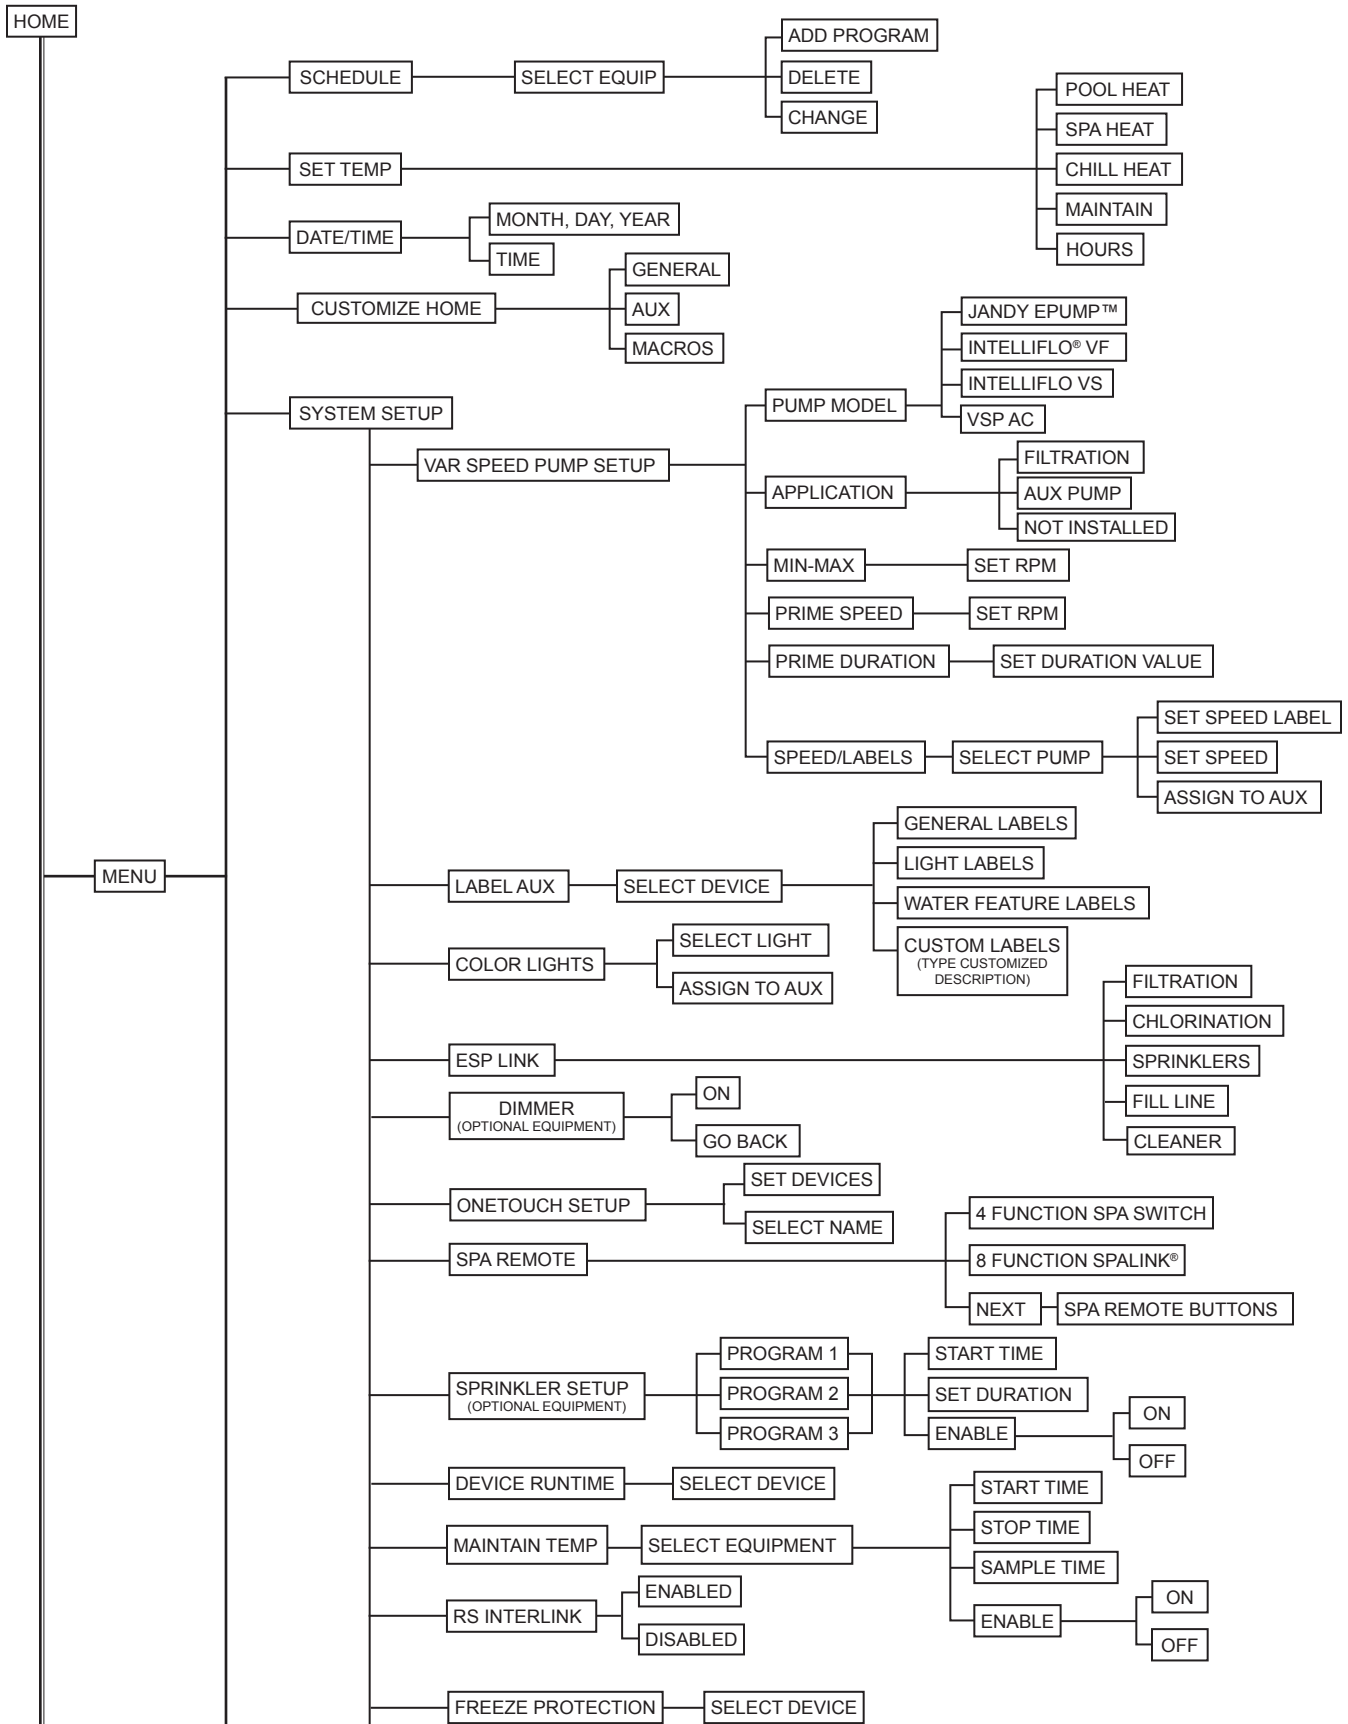 HOME
ADD PROGRAM
SCHEDULE
SELECT EQUIP
DELETE
CHANGE
POOL HEAT
SPA HEAT
SET TEMP
CHILL HEAT
MAINTAIN
HOURS
MONTH, DAY, YEAR
DATE/TIME
TIME
GENERAL
CUSTOMIZE HOME
AUX
MACROS
JANDY EPUMP™
INTELLIFLO® VF
INTELLIFLO VS
VSP AC
PUMP MODEL
SYSTEM SETUP
VAR SPEED PUMP SETUP
FILTRATION
APPLICATION
AUX PUMP
NOT INSTALLED
MIN-MAX
SET RPM
PRIME SPEED
SET RPM
PRIME DURATION
SET DURATION VALUE
SET SPEED LABEL
SPEED/LABELS
SELECT PUMP
SET SPEED
ASSIGN TO AUX
MENU
GENERAL LABELS
LIGHT LABELS
LABEL AUX
SELECT DEVICE
WATER FEATURE LABELS
CUSTOM LABELS
(TYPE CUSTOMIZED
DESCRIPTION)
SELECT LIGHT
COLOR LIGHTS
ASSIGN TO AUX
FILTRATION
CHLORINATION
ESP LINK
SPRINKLERS
FILL LINE
CLEANER
ON
DIMMER
(OPTIONAL EQUIPMENT)
GO BACK
SET DEVICES
ONETOUCH SETUP
SELECT NAME
4 FUNCTION SPA SWITCH
SPA REMOTE
8 FUNCTION SPALINK®
NEXT
SPA REMOTE BUTTONS
PROGRAM 1
START TIME
SPRINKLER SETUP
(OPTIONAL EQUIPMENT)
PROGRAM 2
SET DURATION
PROGRAM 3
ENABLE
ON
OFF
DEVICE RUNTIME
SELECT DEVICE
START TIME
STOP TIME
MAINTAIN TEMP
SELECT EQUIPMENT
SAMPLE TIME
ENABLE
ON
OFF
ENABLED
RS INTERLINK
DISABLED
FREEZE PROTECTION
SELECT DEVICE